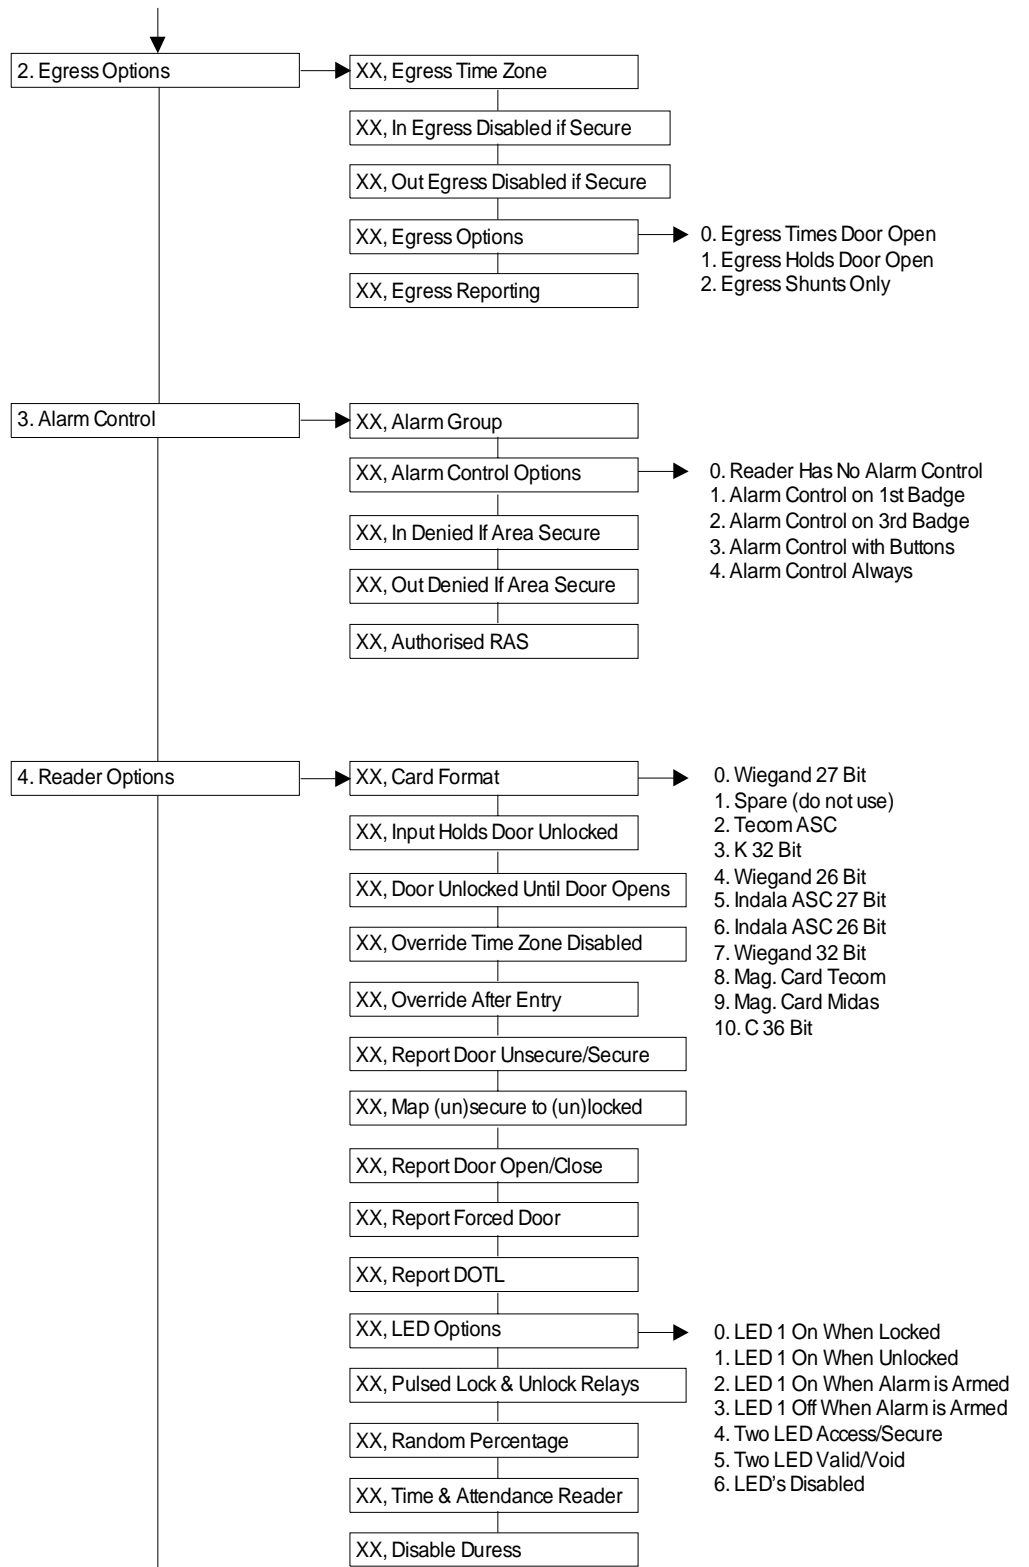 2. Egress Options
XX, Egress Time Zone
XX, In Egress Disabled if Secure
XX, Out Egress Disabled if Secure
XX, Egress Options
0. Egress Times Door Open
1. Egress Holds Door Open
2. Egress Shunts Only
XX, Egress Reporting
3. Alarm Control
XX, Alarm Group
XX, Alarm Control Options
0. Reader Has No Alarm Control
1. Alarm Control on 1st Badge
2. Alarm Control on 3rd Badge
3. Alarm Control with Buttons
4. Alarm Control Always
XX, In Denied If Area Secure
XX, Out Denied If Area Secure
XX, Authorised RAS
4. Reader Options
XX, Card Format
0. Wiegand 27 Bit
1. Spare (do not use)
2. Tecom ASC
3. K 32 Bit
4. Wiegand 26 Bit
5. Indala ASC 27 Bit
6. Indala ASC 26 Bit
7. Wiegand 32 Bit
8. Mag. Card Tecom
9. Mag. Card Midas
10. C 36 Bit
XX, Input Holds Door Unlocked
XX, Door Unlocked Until Door Opens
XX, Override Time Zone Disabled
XX, Override After Entry
XX, Report Door Unsecure/Secure
XX, Map (un)secure to (un)locked
XX, Report Door Open/Close
XX, Report Forced Door
XX, Report DOTL
XX, LED Options
0. LED 1 On When Locked
1. LED 1 On When Unlocked
2. LED 1 On When Alarm is Armed
3. LED 1 Off When Alarm is Armed
4. Two LED Access/Secure
5. Two LED Valid/Void
6. LED's Disabled
XX, Pulsed Lock & Unlock Relays
XX, Random Percentage
XX, Time & Attendance Reader
XX, Disable Duress